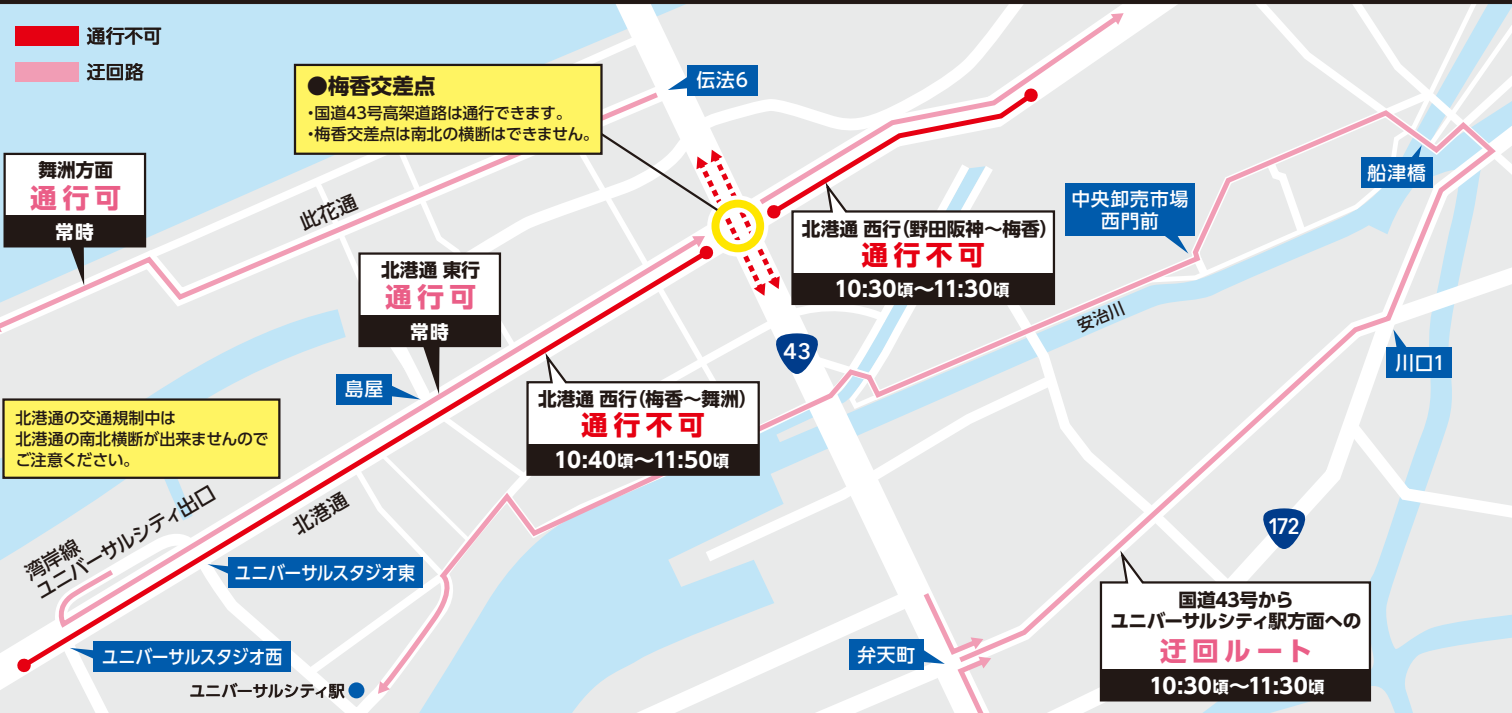 通行不可
迂回路
●梅香交差点
・国道43号高架道路は通行できます。
・梅香交差点は南北の横断はできません。
伝法6
舞洲方面
通行可
常時
此花通
船津橋
中央卸売市場
西門前
北港通 西行(野田阪神〜梅香)
通行不可
10:30頃〜11:30頃
北港通 東行
通行可
常時
安治川
43
川口1
島屋
北港通 西行(梅香〜舞洲)
通行不可
10:40頃〜11:50頃
北港通の交通規制中は
北港通の南北横断が出来ませんので
ご注意ください。
湾岸線
ユニバーサルシティ出口
北港通
172
ユニバーサルスタジオ東
国道43号から
ユニバーサルシティ駅方面への
迂回ルート
10:30頃〜11:30頃
弁天町
ユニバーサルスタジオ西
ユニバーサルシティ駅